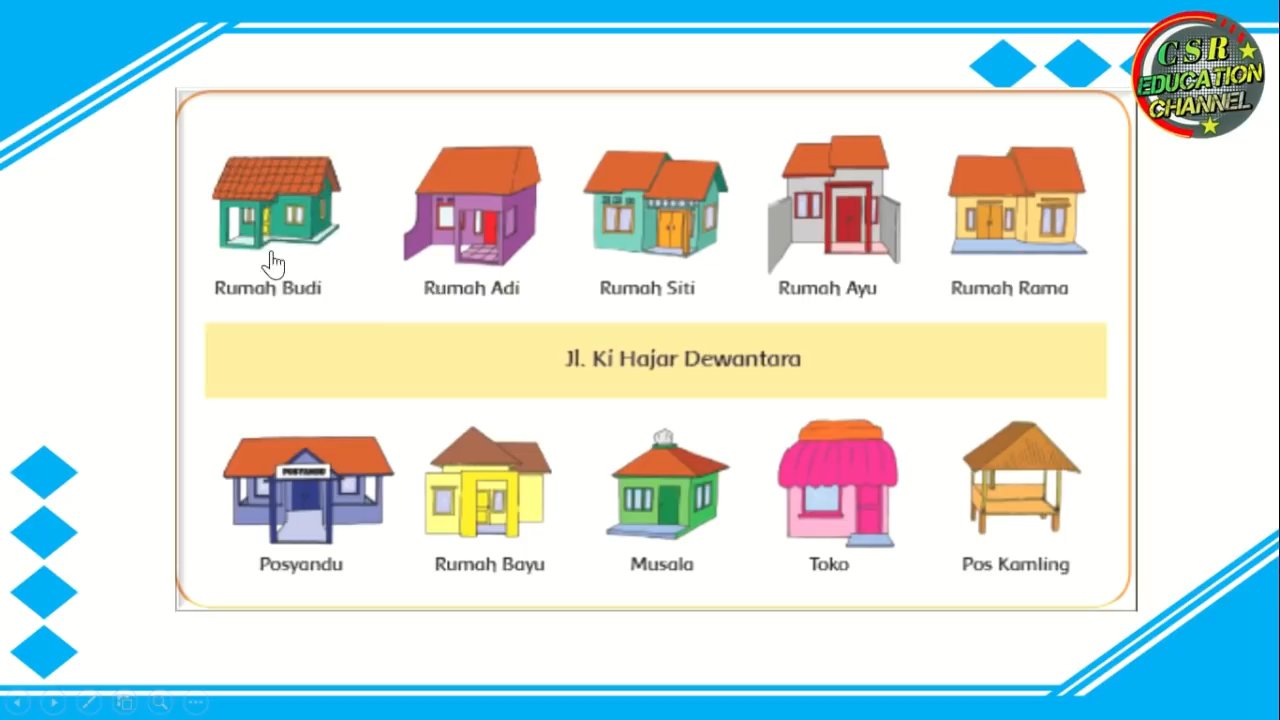 CSR
EDUCATION
CHANNEL
Rumah Budi
Rumah Adi
Rumah Siti
Rumah Ayu
Rumah Rama
Jl. Ki Hajar Dewantara
POSYANDU
Posyandu
Rumah Bayu
Musala
Toko
Pos Kamling